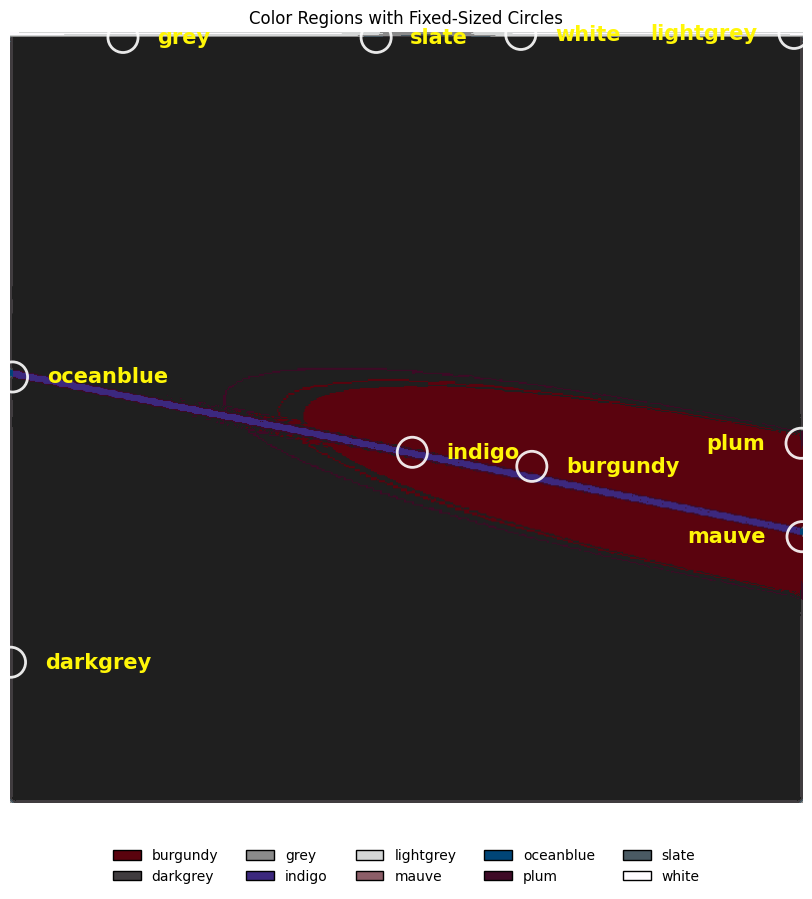 Color Regions with Fixed-Sized Circles
grey
slate
white
lightgrey
oceanblue
indigo
burgundy
plum
mauve
darkgrey
burgundy grey lightgrey oceanblue slate
darkgrey indigo mauve plum white